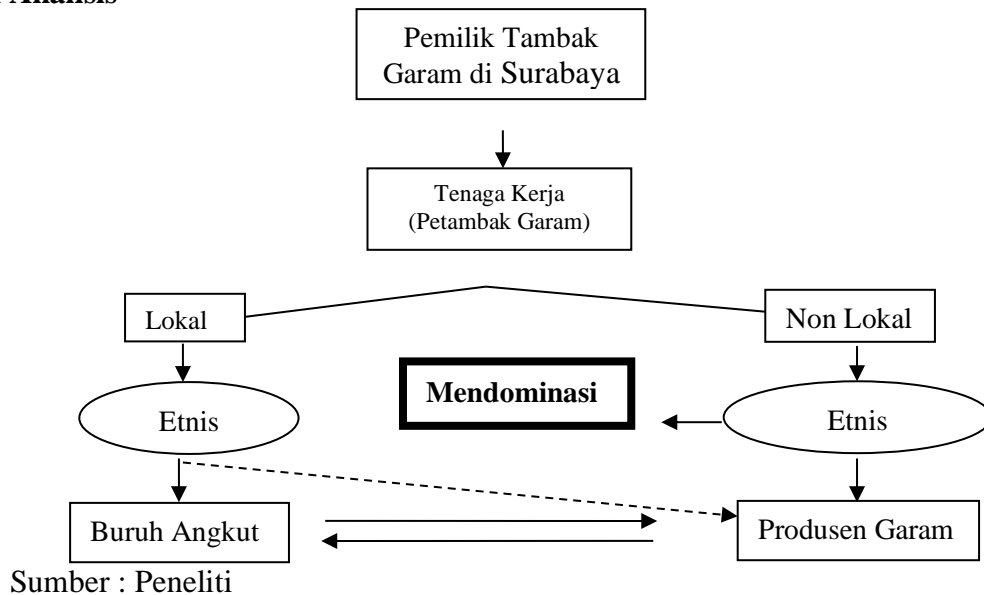 Analisis
Pemilik Tambak
Garam di Surabaya
Tenaga Kerja
(Petambak Garam)
Lokal
Non Lokal
Mendominasi
Etnis
Etnis
Buruh Angkut
Produsen Garam
Sumber : Peneliti